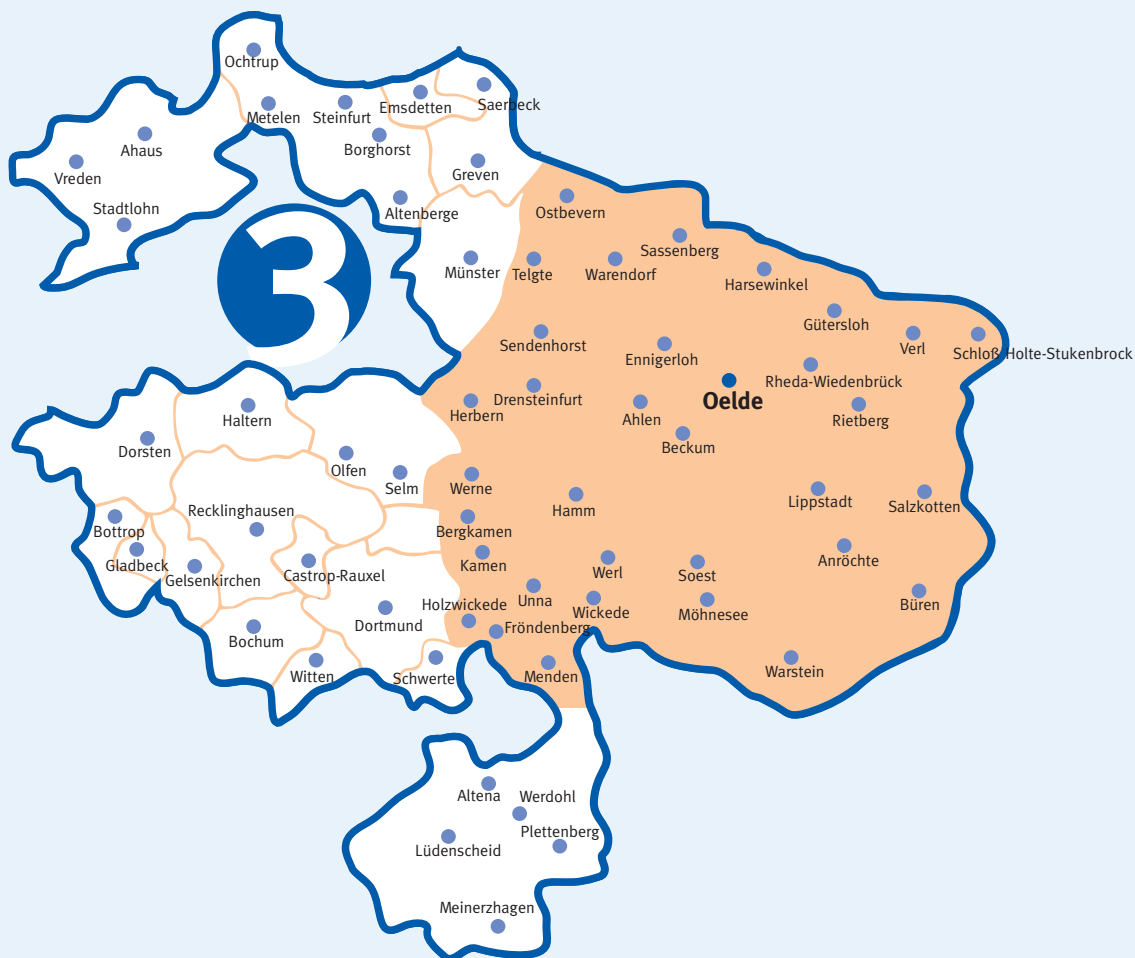 Ochtrup
Metelen
Steinfurt
Emsdetten
Saerbeck
Ahaus
Borghorst
Vreden
Greven
Stadtlohn
Altenberge
Ostbevern
3
Münster
Telgte
Warendorf
Sassenberg
Harsewinkel
Gütersloh
Sendenhorst
Ennigerloh
Verl
Schloß Holte-Stukenbrock
Rheda-Wiedenbrück
Drensteinfurt
Oelde
Herbern
Ahlen
Rietberg
Haltern
Beckum
Dorsten
Olfen
Selm
Werne
Hamm
Lippstadt
Salzkotten
Recklinghausen
Bottrop
Bergkamen
Gladbeck
Gelsenkirchen
Castrop-Rauxel
Kamen
Werl
Soest
Anröchte
Unna
Holzwickede
Wickede
Möhnesee
Büren
Dortmund
Fröndenberg
Bochum
Witten
Schwerte
Menden
Warstein
Altena
Werdohl
Plettenberg
Lüdenscheid
Meinerzhagen